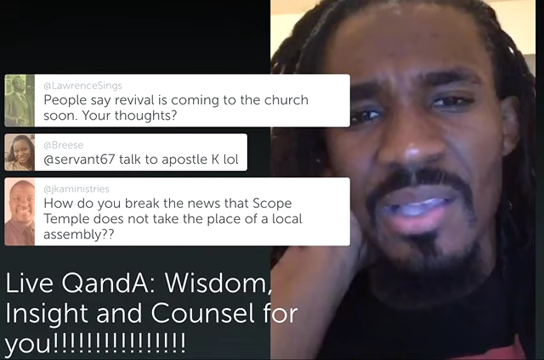 @LawrenceSings
People say revival is coming to the church
soon. Your thoughts?
@Breese
@servant67 talk to apostle K lol
@jkaministries
How do you break the news that Scope
Temple does not take the place of a local
assembly??
Live QandA: Wisdom,
Insight and Counsel for
you!!!!!!!!!!!!!!!!!